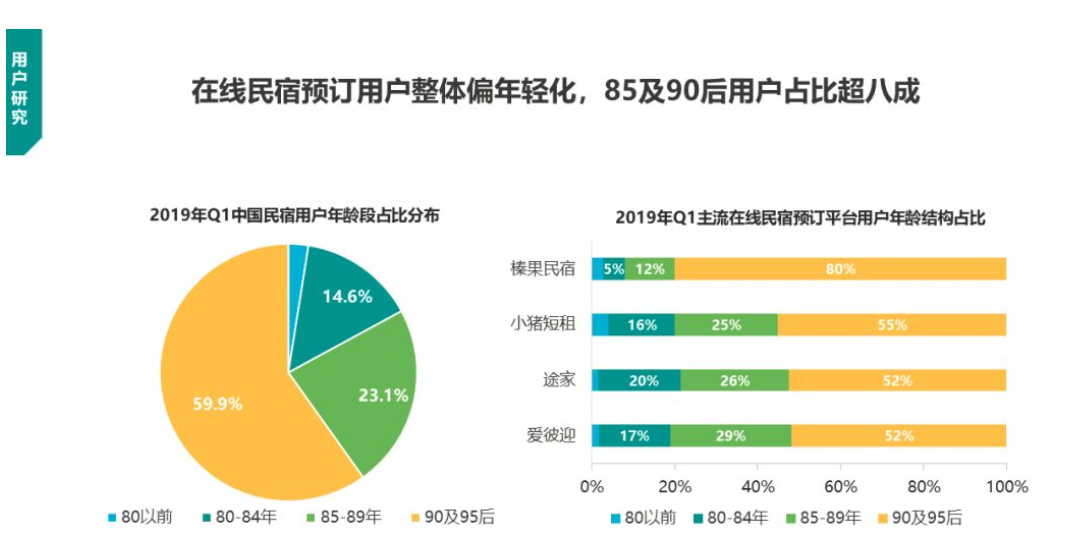 用户研究
在线民宿预订用户整体偏年轻化，85及90后用户占比超八成
2019年Q1中国民宿用户年龄段占比分布
14.6%
23.1%
59.9%
80以前
80-84年
85-89年
90及95后
2019年Q1主流在线民宿预订平台用户年龄结构占比
榛果民宿 5% 12% 80%
小猪短租 16% 25% 55%
途家 20% 26% 52%
爱彼迎 17% 29% 52%
0% 20% 40% 60% 80% 100%
80以前 80-84年 85-89年 90及95后